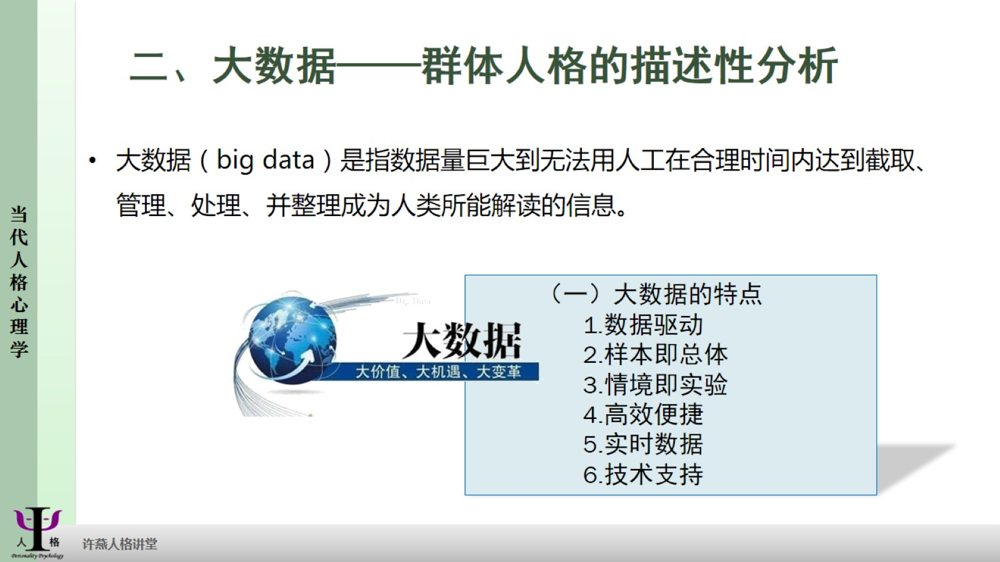 二、大数据——群体人格的描述性分析
• 大数据（big data）是指数据量巨大到无法用人工在合理时间内达到截取、
管理、处理、并整理成为人类所能解读的信息。
当代人格心理学
Big Data
大数据
大价值、大机遇、大变革
（一）大数据的特点
1.数据驱动
2.样本即总体
3.情境即实验
4.高效便捷
5.实时数据
6.技术支持
人格
Personality Psychology
许燕人格讲堂